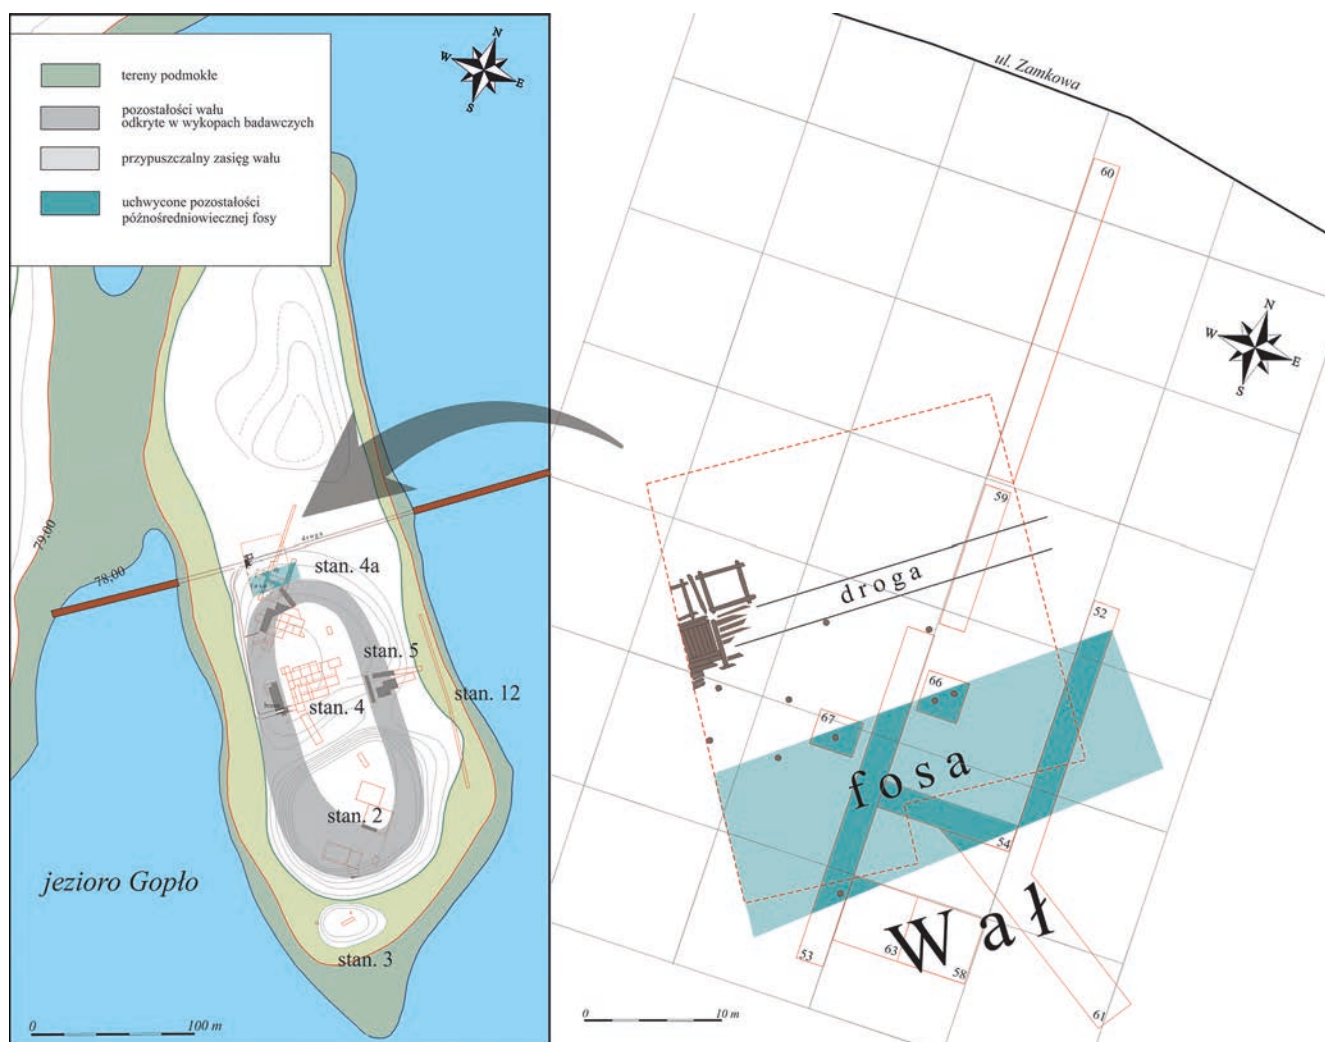 tereny podmokłe
pozostałości wału
odkryte w wykopach badawczych
przypuszczalny zasięg wału
uchwycone pozostałości
późnośredniowiecznej fosy
N
W
E
S
79,00
78,00
droga
stan. 4a
stan. 5
stan. 12
stan. 4
stan. 2
jezioro Gopło
stan. 3
0
100 m
ul. Zamkowa
60
N
W
E
S
59
droga
52
66
67
fosa
54
Wał
53
63
58
61
0
10 m